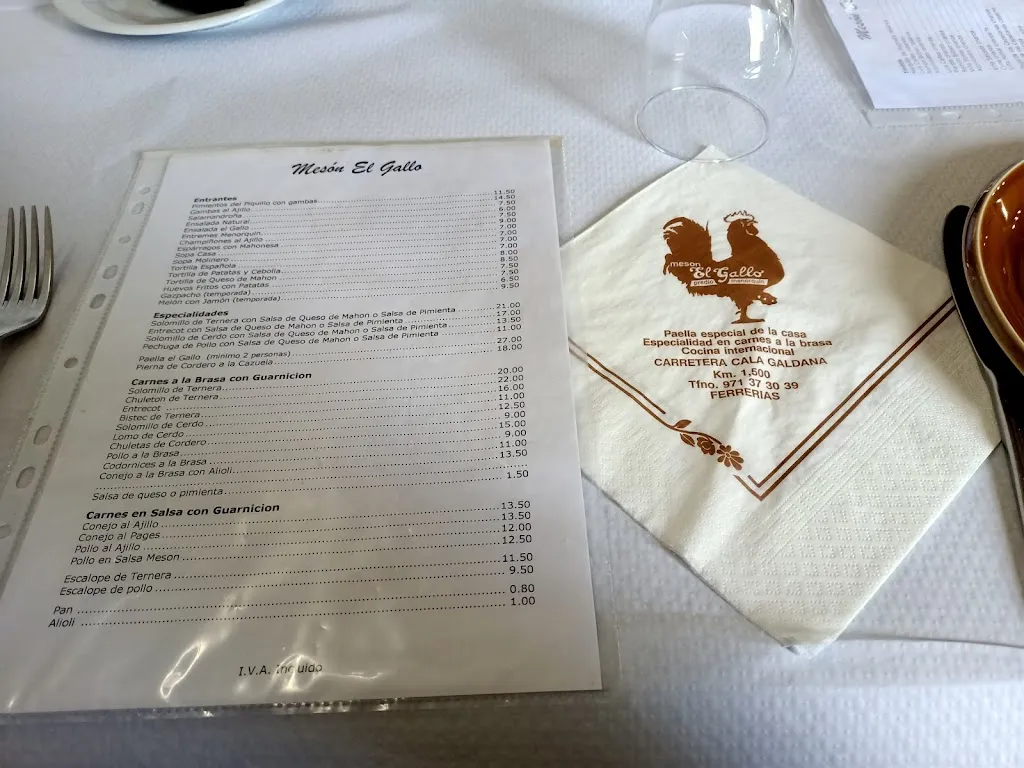 Mesón El Gallo
Entrantes
Pimientos del Piquillo con gambas 11.50
Gambas al Ajillo 14.50
Salamandroña 7.50
Ensalada Natural 6.00
Ensalada el Gallo 7.50
Entremes Menorquin 9.00
Champiñones al Ajillo 7.00
Espárragos con Mahonesa 7.00
Sopa Casa 7.00
Sopa Molinero 7.00
Tortilla Española 8.00
Tortilla de Patatas y Cebolla 8.50
Tortilla de Queso de Mahon 7.50
Huevos Fritos con Patatas 7.50
Gazpacho (temporada) 6.50
Melón con Jamón (temporada) 9.50
Especialidades
Solomillo de Ternera con Salsa de Queso de Mahon o Salsa de Pimienta 21.00
Entrecot con Salsa de Queso de Mahon o Salsa de Pimienta 17.00
Solomillo de Cerdo con Salsa de Queso de Mahon o Salsa de Pimienta 13.50
Pechuga de Pollo con Salsa de Queso de Mahon o Salsa de Pimienta 11.00
Paella el Gallo (minimo 2 personas) 27.00
Pierna de Cordero a la Cazuela 18.00
Carnes a la Brasa con Guarnicion
Solomillo de Ternera 20.00
Chuleton de Ternera 22.00
Entrecot 16.00
Bistec de Ternera 11.00
Solomillo de Cerdo 12.50
Lomo de Cerdo 9.00
Chuletas de Cordero 15.00
Pollo a la Brasa 9.00
Codornices a la Brasa 11.00
Conejo a la Brasa con Alioli 13.50
Salsa de queso o pimienta 1.50
Carnes en Salsa con Guarnicion
Conejo al Ajillo 13.50
Conejo al Pages 13.50
Pollo al Ajillo 12.00
Pollo en Salsa Meson 12.50
Escalope de Ternera 11.50
Escalope de pollo 9.50
Pan 0.80
Alioli 1.00
I.V.A. Incluido
meson
El Gallo
predio menorquin
Paella especial de la casa
Especialidad en carnes a la brasa
Cocina internacional
CARRETERA CALA GALDANA
Km. 1,500
Tfno. 971 37 30 39
FERRERIAS